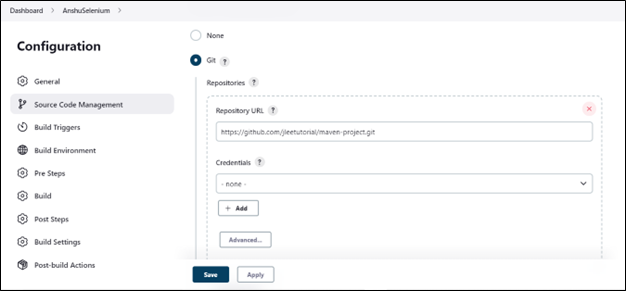 Dashboard > AnshuSelenium >
Configuration
General
Source Code Management
Build Triggers
Build Environment
Pre Steps
Build
Post Steps
Build Settings
Post-build Actions
None
Git ?
Repositories ?
Repository URL ?
https://github.com/jleetutorial/maven-project.git
Credentials ?
- none -
+ Add
Advanced...
Save Apply